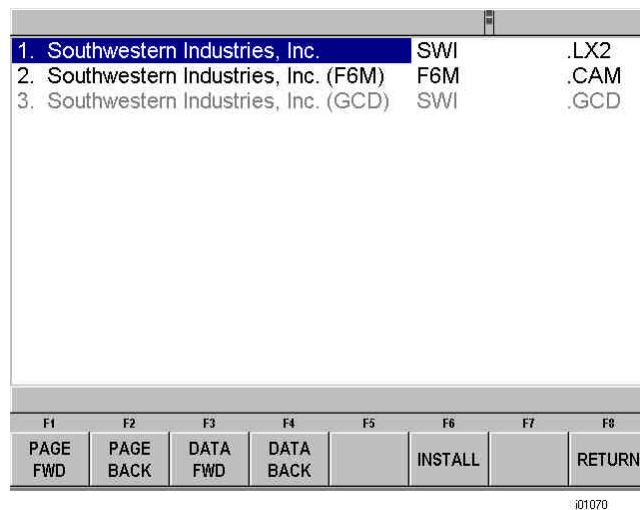 1. Southwestern Industries, Inc. SWI .LX2
2. Southwestern Industries, Inc. (F6M) F6M .CAM
3. Southwestern Industries, Inc. (GCD) SWI .GCD
F1 F2 F3 F4 F5 F6 F7 F8
PAGE FWD PAGE BACK DATA FWD DATA BACK INSTALL RETURN
i01070